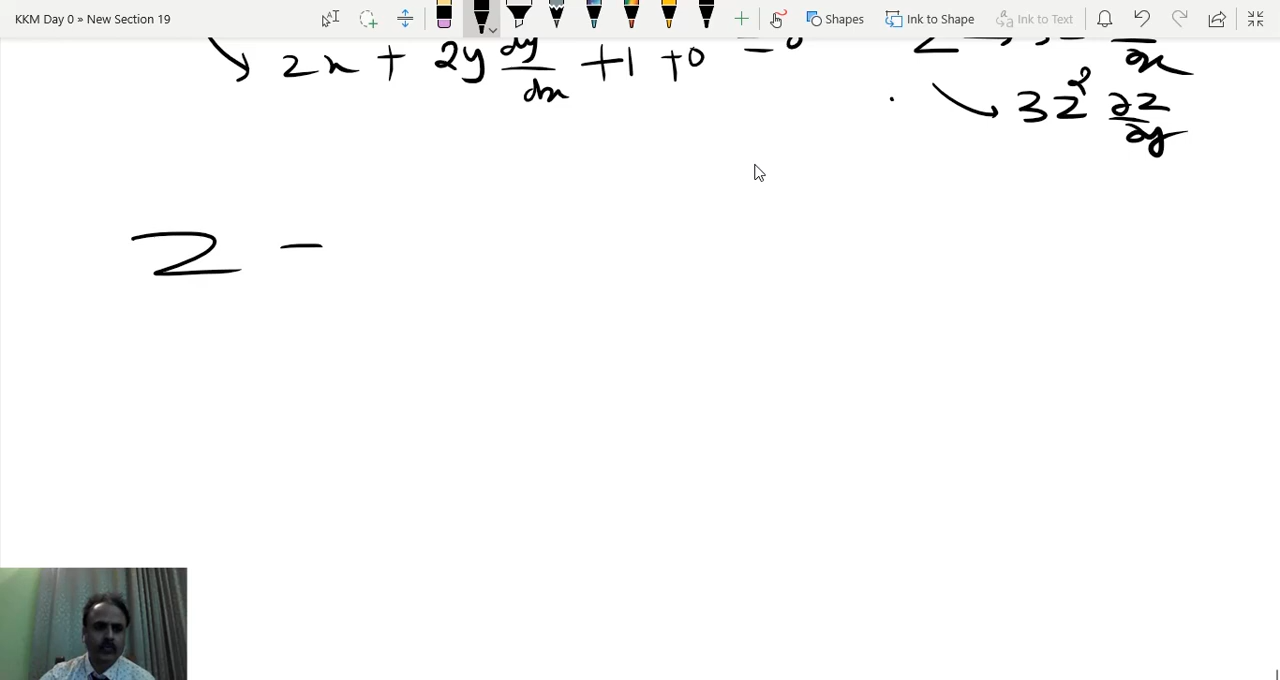 KKM Day 0 » New Section 19
Shapes
Ink to Shape
Ink to Text
2x + 2y dy/dx + 1 + 0 = 0
∂x
3z² ∂z/∂y
z –